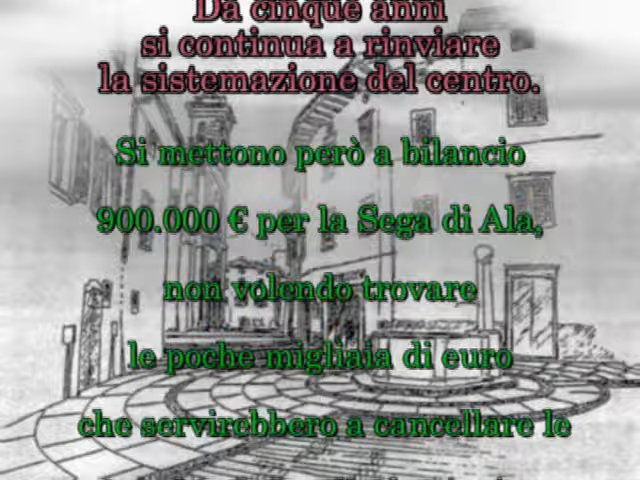 Da cinque anni
si continua a rinviare
la sistemazione del centro.
Si mettono però a bilancio
900.000 € per la Sega di Ala,
non volendo trovare
le poche migliaia di euro
che servirebbero a cancellare le